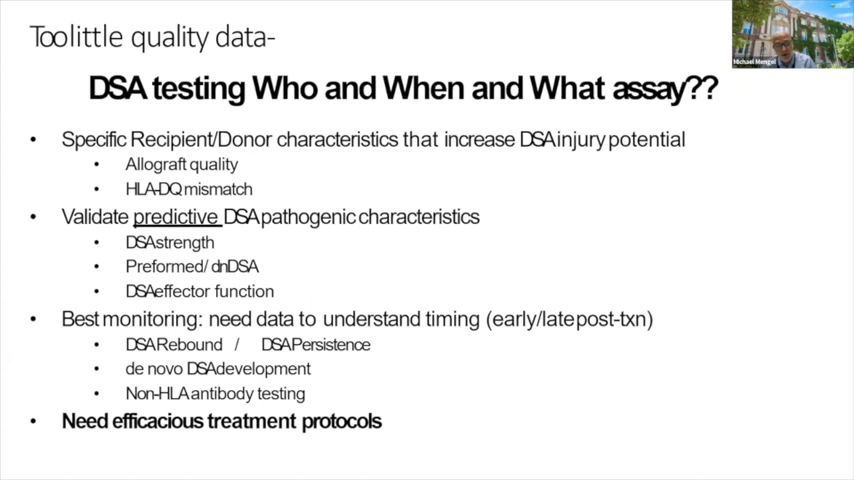 Too little quality data-
Michael Mengel
DSA testing Who and When and What assay??
• Specific Recipient/Donor characteristics that increase DSA injury potential
• Allograft quality
• HLA-DQ mismatch
• Validate predictive DSA pathogenic characteristics
• DSA strength
• Preformed/ dnDSA
• DSA effector function
• Best monitoring: need data to understand timing (early/late post-txn)
• DSA Rebound / DSA Persistence
• de novo DSA development
• Non-HLA antibody testing
• Need efficacious treatment protocols